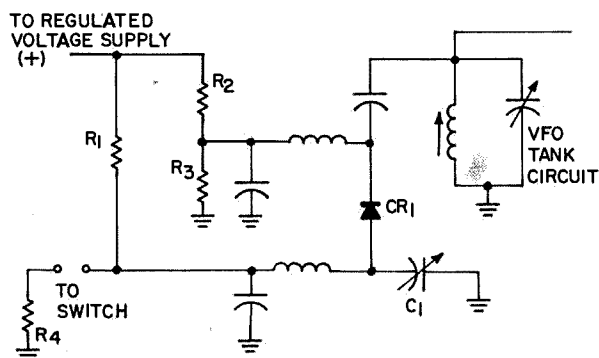 TO REGULATED
VOLTAGE SUPPLY
(+)
R2
R1
R3
VFO
TANK
CIRCUIT
CR1
TO
SWITCH
C1
R4